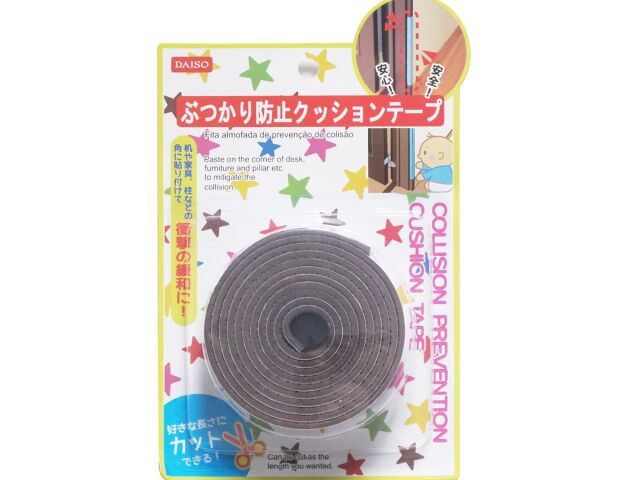 DAISO
安心!
安全!
ぶつかり防止クッションテープ
Fita almofada de prevenção de colisão
机や家具、柱などの
角に貼り付けて
衝撃の緩和に!
Paste on the corner of desk,
furniture and pillar etc.
to mitigate the
collision.
COLLISION PREVENTION
CUSHION TAPE
好きな長さに
カット
できる!
Can be cut as the
length you wanted.